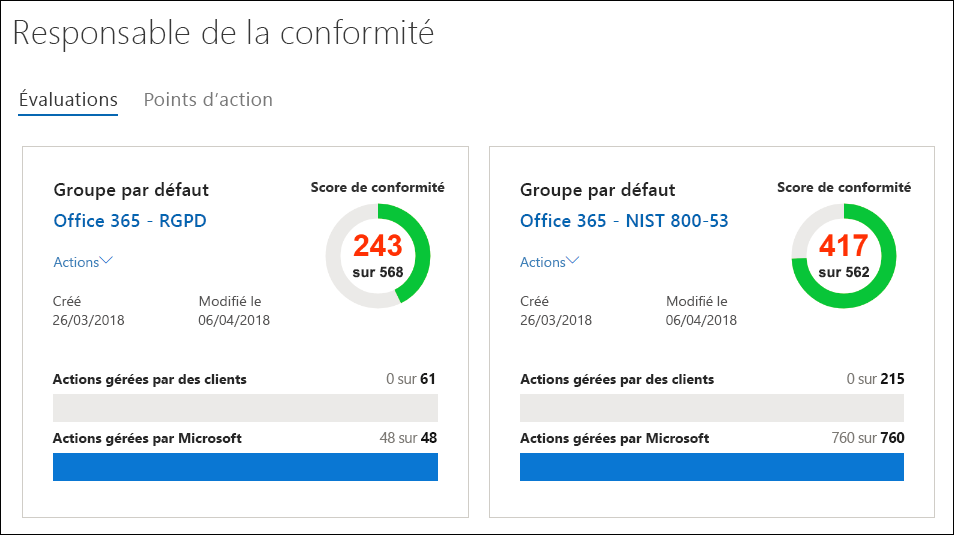 Responsable de la conformité
Évaluations Points d'action
Groupe par défaut
Office 365 - RGPD
Score de conformité
243
sur 568
Actions
Créé Modifié le
26/03/2018 06/04/2018
Actions gérées par des clients 0 sur 61
Actions gérées par Microsoft 48 sur 48
Groupe par défaut
Office 365 - NIST 800-53
Score de conformité
417
sur 562
Actions
Créé Modifié le
26/03/2018 06/04/2018
Actions gérées par des clients 0 sur 215
Actions gérées par Microsoft 760 sur 760